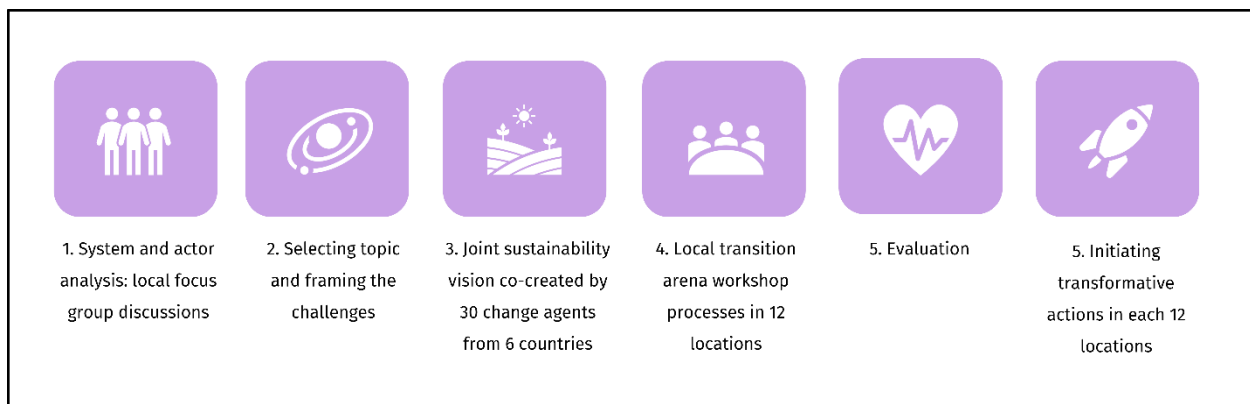 1. System and actor
analysis: local focus
group discussions
2. Selecting topic
and framing the
challenges
3. Joint sustainability
vision co-created by
30 change agents
from 6 countries
4. Local transition
arena workshop
processes in 12
locations
5. Evaluation
5. Initiating
transformative
actions in each 12
locations